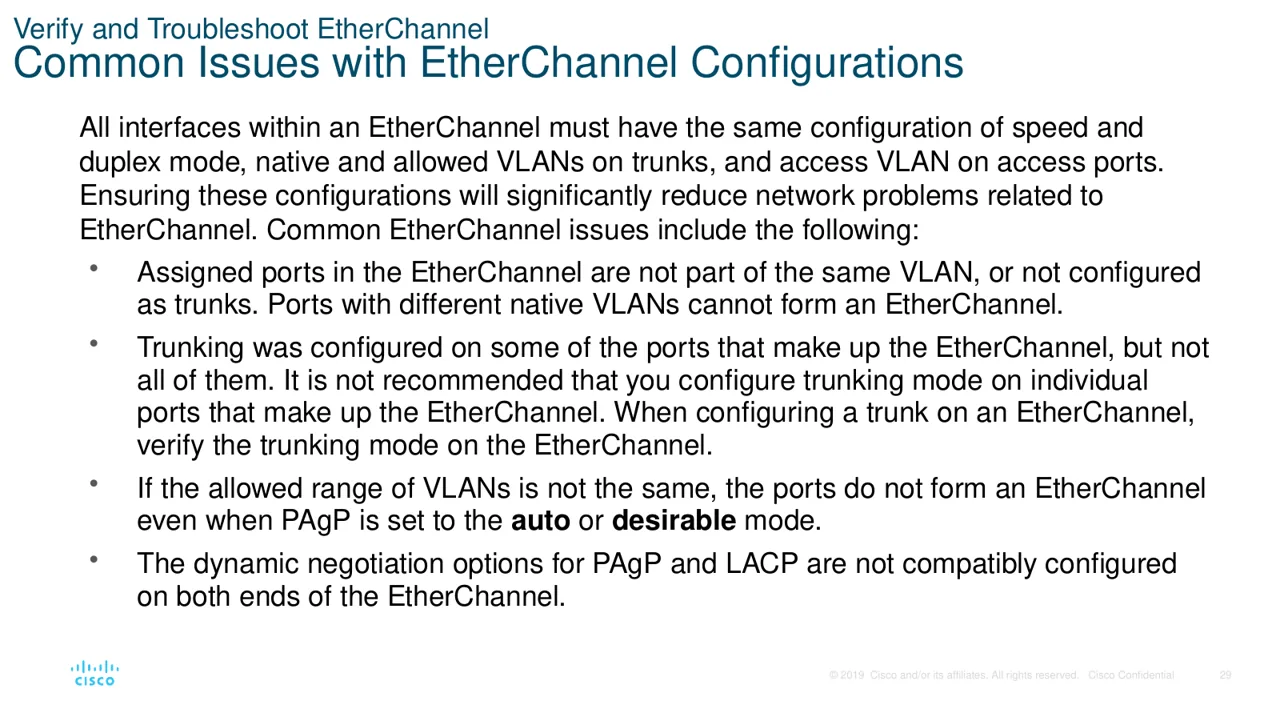 Verify and Troubleshoot EtherChannel
Common Issues with EtherChannel Configurations
All interfaces within an EtherChannel must have the same configuration of speed and
duplex mode, native and allowed VLANs on trunks, and access VLAN on access ports.
Ensuring these configurations will significantly reduce network problems related to
EtherChannel. Common EtherChannel issues include the following:
• Assigned ports in the EtherChannel are not part of the same VLAN, or not configured
as trunks. Ports with different native VLANs cannot form an EtherChannel.
• Trunking was configured on some of the ports that make up the EtherChannel, but not
all of them. It is not recommended that you configure trunking mode on individual
ports that make up the EtherChannel. When configuring a trunk on an EtherChannel,
verify the trunking mode on the EtherChannel.
• If the allowed range of VLANs is not the same, the ports do not form an EtherChannel
even when PAgP is set to the auto or desirable mode.
• The dynamic negotiation options for PAgP and LACP are not compatibly configured
on both ends of the EtherChannel.
CISCO
© 2019 Cisco and/or its affiliates. All rights reserved. Cisco Confidential
29